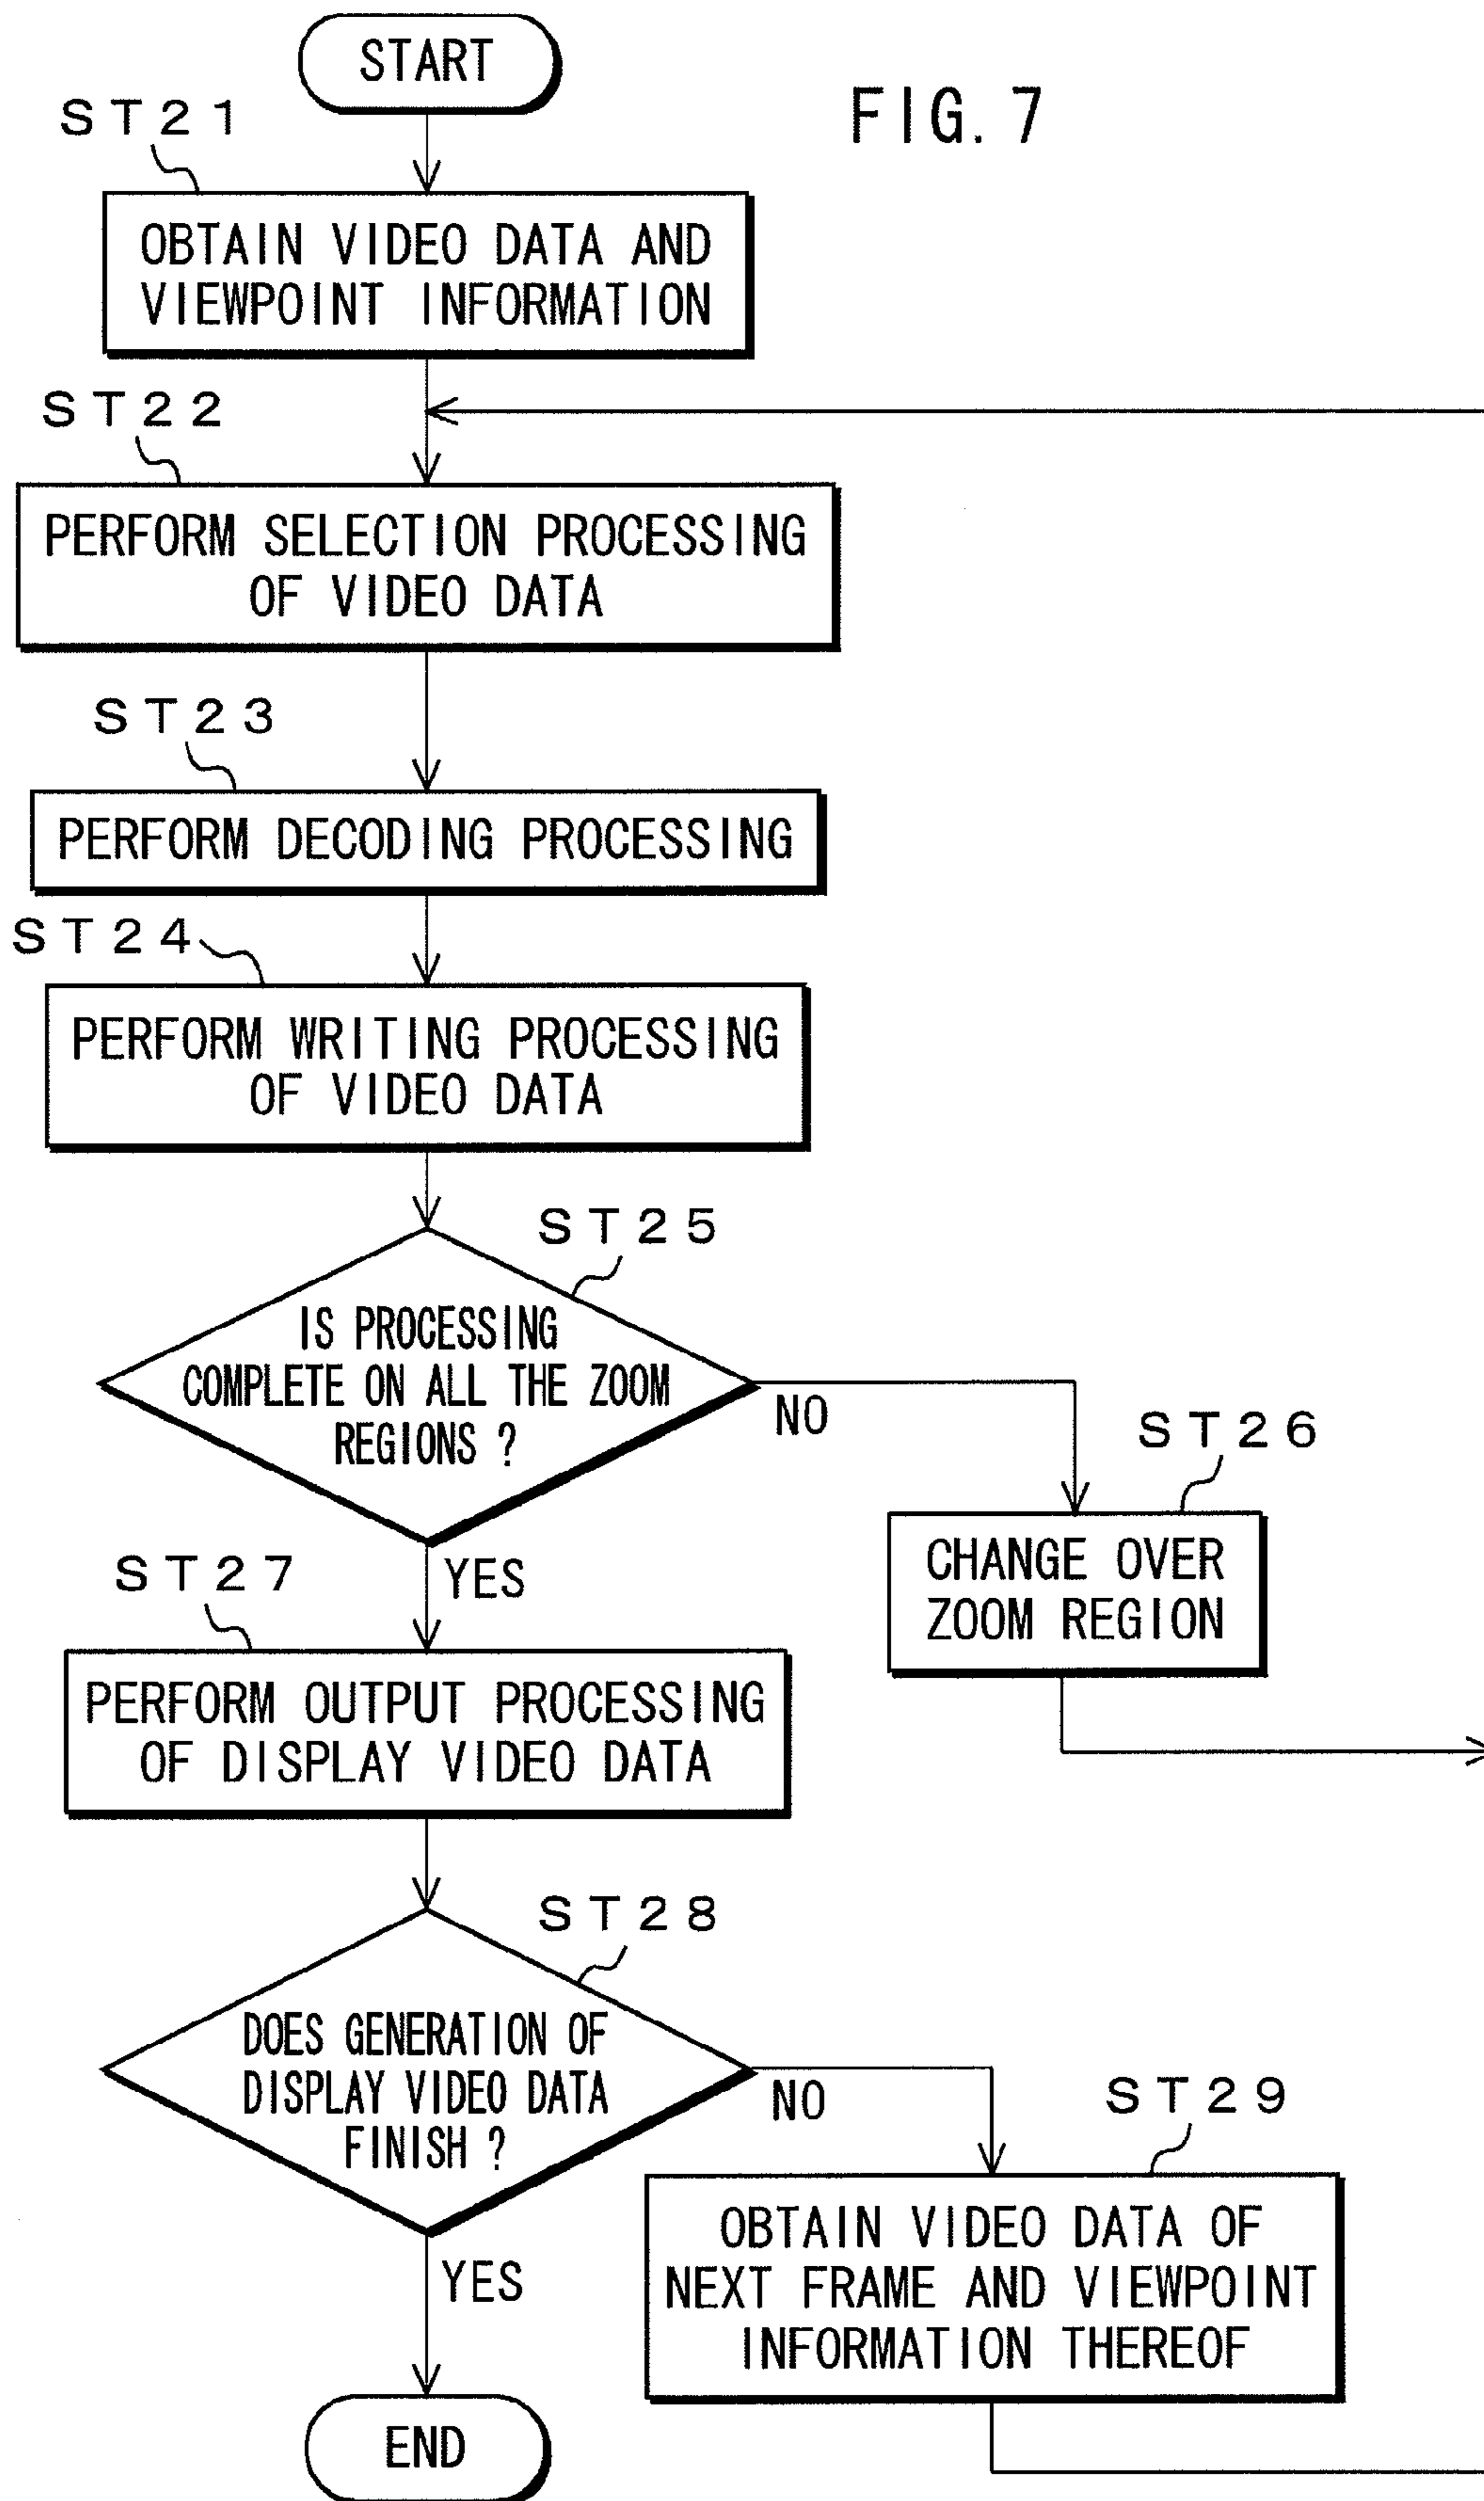 START
FIG. 7
ST21
OBTAIN VIDEO DATA AND
VIEWPOINT INFORMATION
ST22
PERFORM SELECTION PROCESSING
OF VIDEO DATA
ST23
PERFORM DECODING PROCESSING
ST24
PERFORM WRITING PROCESSING
OF VIDEO DATA
ST25
IS PROCESSING
COMPLETE ON ALL THE ZOOM
REGIONS ?
NO
ST26
CHANGE OVER
ZOOM REGION
YES
ST27
PERFORM OUTPUT PROCESSING
OF DISPLAY VIDEO DATA
ST28
DOES GENERATION OF
DISPLAY VIDEO DATA
FINISH ?
NO
ST29
OBTAIN VIDEO DATA OF
NEXT FRAME AND VIEWPOINT
INFORMATION THEREOF
YES
END